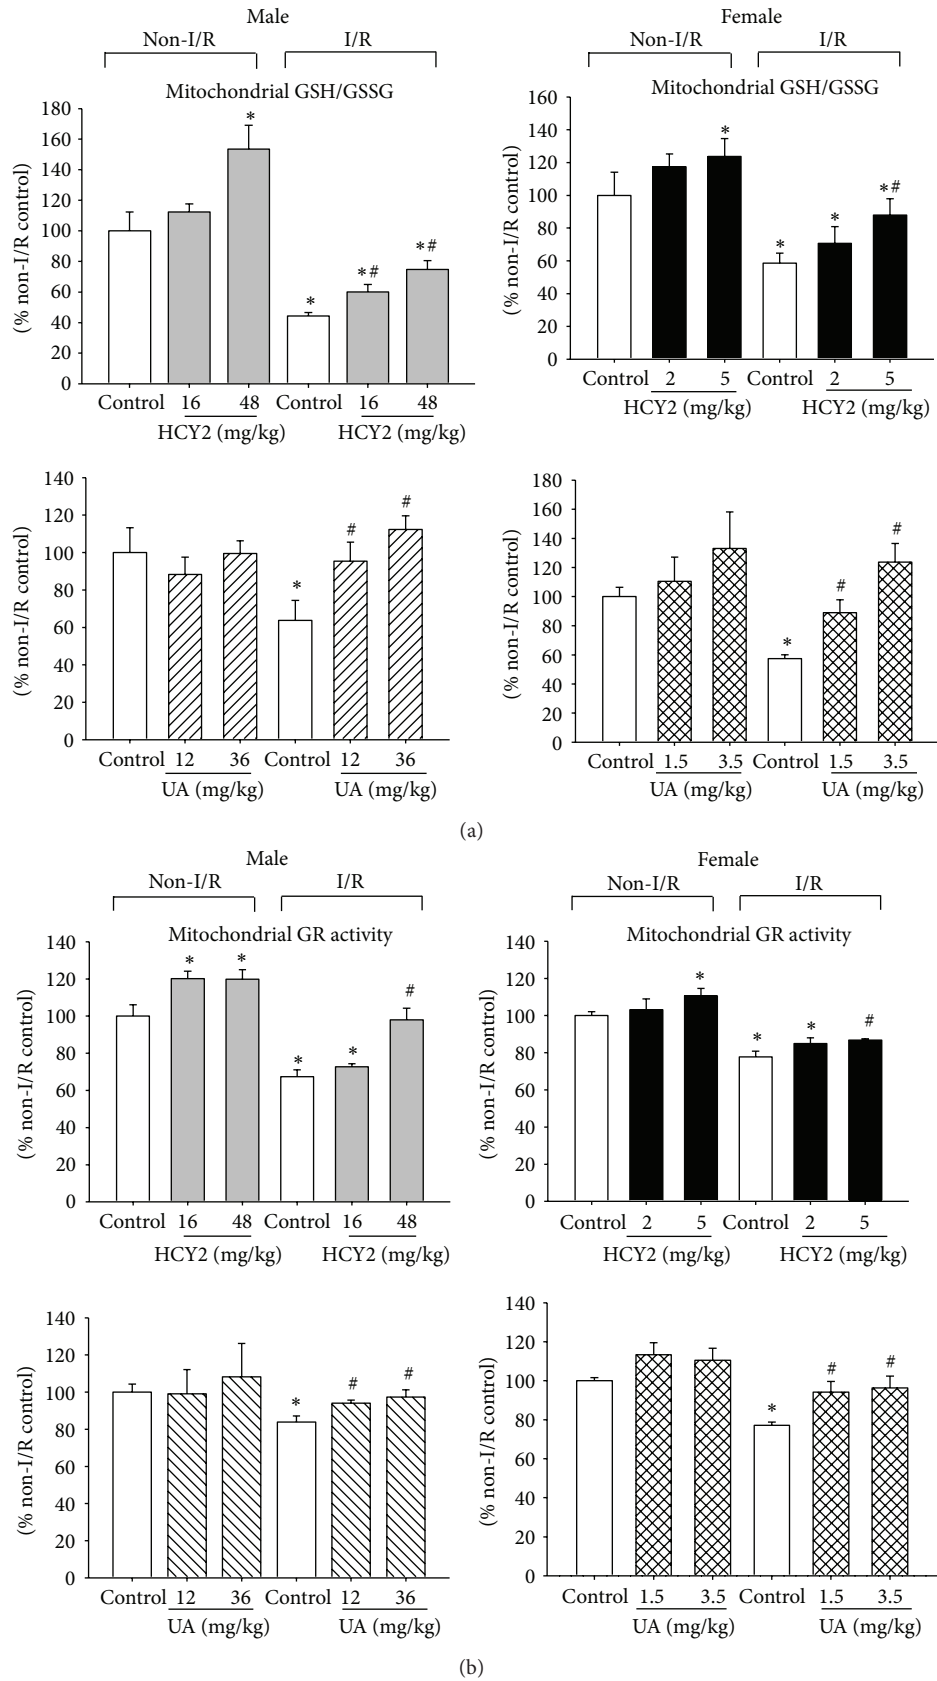 Male
Non-I/R I/R
Mitochondrial GSH/GSSG
(% non-I/R control)
180
160
140
120
100
80
60
40
20
0
* * *# *#
Control 16 48 Control 16 48
HCY2 (mg/kg) HCY2 (mg/kg)
Female
Non-I/R I/R
Mitochondrial GSH/GSSG
(% non-I/R control)
160
140
120
100
80
60
40
20
0
* * * *#
Control 2 5 Control 2 5
HCY2 (mg/kg) HCY2 (mg/kg)
(% non-I/R control)
140
120
100
80
60
40
20
0
* # #
Control 12 36 Control 12 36
UA (mg/kg) UA (mg/kg)
(% non-I/R control)
180
160
140
120
100
80
60
40
20
0
* # #
Control 1.5 3.5 Control 1.5 3.5
UA (mg/kg) UA (mg/kg)
(a)
Male
Non-I/R I/R
Mitochondrial GR activity
(% non-I/R control)
140
120
100
80
60
40
20
0
* * * * #
Control 16 48 Control 16 48
HCY2 (mg/kg) HCY2 (mg/kg)
Female
Non-I/R I/R
Mitochondrial GR activity
(% non-I/R control)
140
120
100
80
60
40
20
0
* * * #
Control 2 5 Control 2 5
HCY2 (mg/kg) HCY2 (mg/kg)
(% non-I/R control)
140
120
100
80
60
40
20
0
* # #
Control 12 36 Control 12 36
UA (mg/kg) UA (mg/kg)
(% non-I/R control)
140
120
100
80
60
40
20
0
* # #
Control 1.5 3.5 Control 1.5 3.5
UA (mg/kg) UA (mg/kg)
(b)